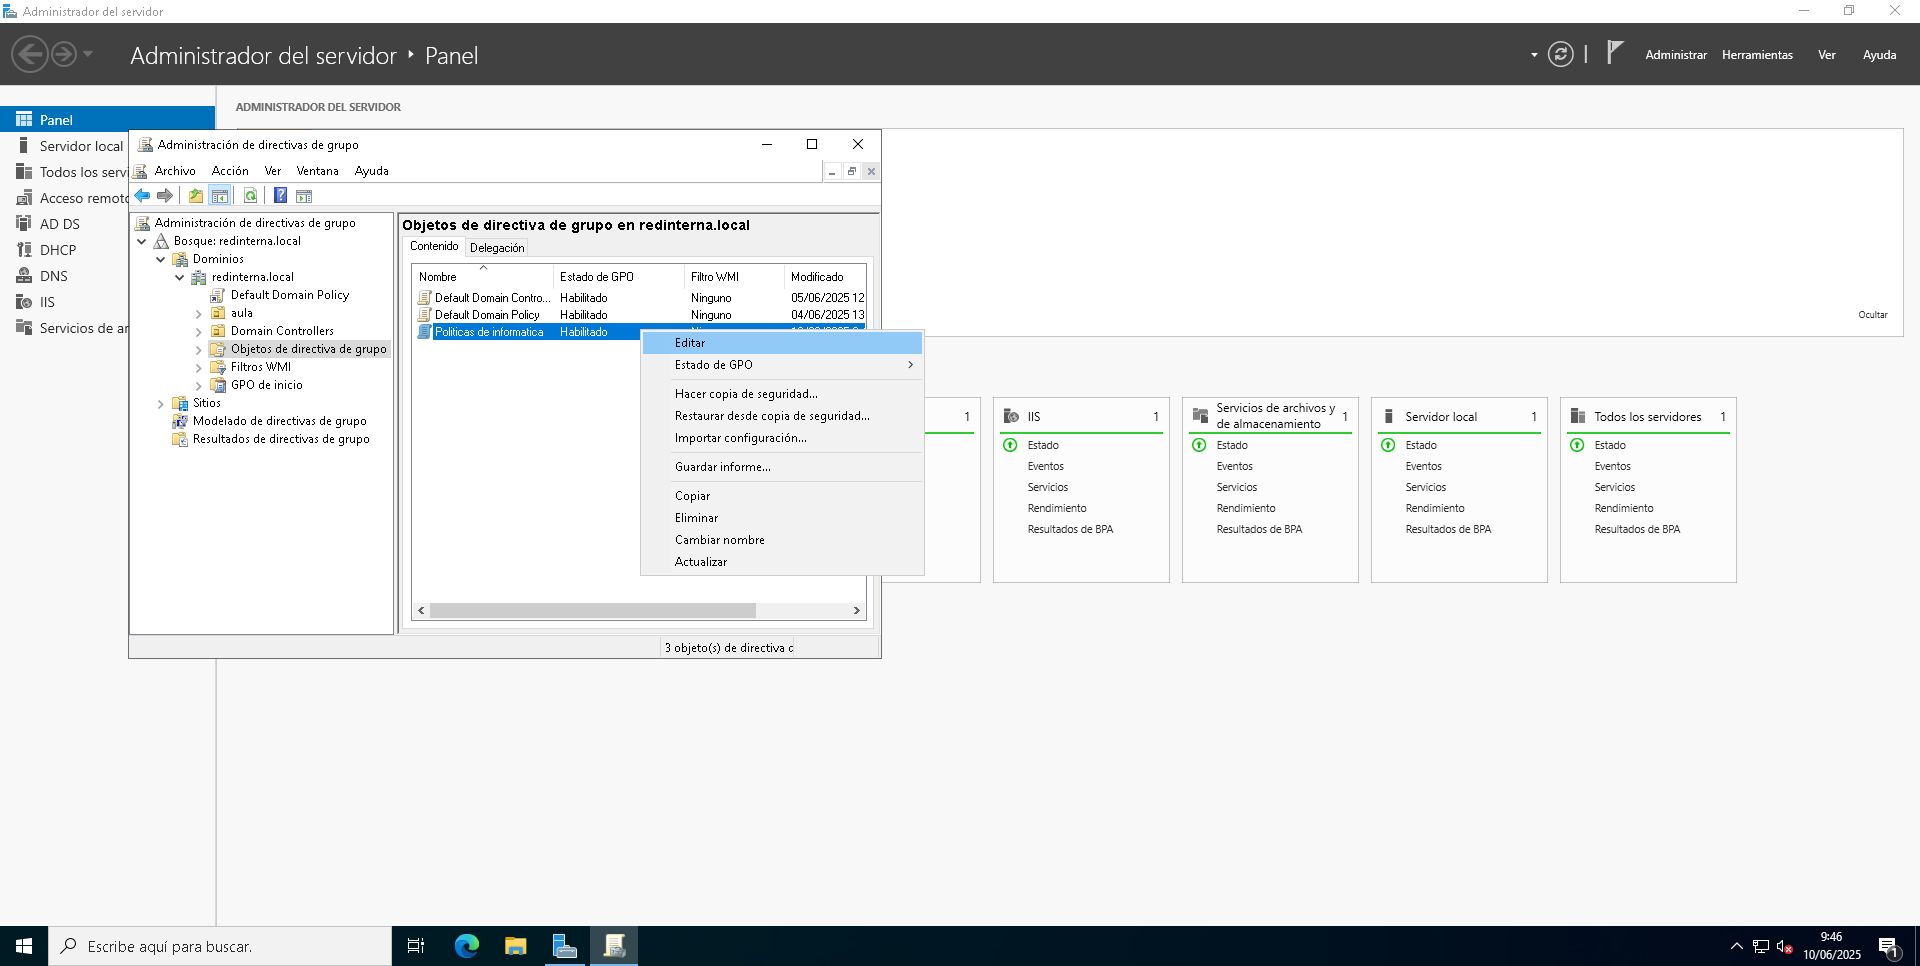 Administrador del servidor
Administrador del servidor ‣ Panel
Administrar Herramientas Ver Ayuda
Panel
Servidor local
Todos los servi
Acceso remoto
AD DS
DHCP
DNS
IIS
Servicios de ar
ADMINISTRADOR DEL SERVIDOR
Administración de directivas de grupo
Archivo Acción Ver Ventana Ayuda
Administración de directivas de grupo
Bosque: redinterna.local
Dominios
redinterna.local
Default Domain Policy
aula
Domain Controllers
Objetos de directiva de grupo
Filtros WMI
GPO de inicio
Sitios
Modelado de directivas de grupo
Resultados de directivas de grupo
Objetos de directiva de grupo en redinterna.local
Contenido Delegación
Nombre Estado de GPO Filtro WMI Modificado
Default Domain Contro... Habilitado Ninguno 05/06/2025 12
Default Domain Policy Habilitado Ninguno 04/06/2025 13
Politicas de informatica Habilitado
Editar
Estado de GPO
Hacer copia de seguridad...
Restaurar desde copia de seguridad...
Importar configuración...
Guardar informe...
Copiar
Eliminar
Cambiar nombre
Actualizar
3 objeto(s) de directiva
Ocultar
1
IIS 1
Estado
Eventos
Servicios
Rendimiento
Resultados de BPA
Servicios de archivos y
de almacenamiento 1
Estado
Eventos
Servicios
Rendimiento
Resultados de BPA
Servidor local 1
Estado
Eventos
Servicios
Rendimiento
Resultados de BPA
Todos los servidores 1
Estado
Eventos
Servicios
Rendimiento
Resultados de BPA
Escribe aquí para buscar.
9:46
10/06/2025
1